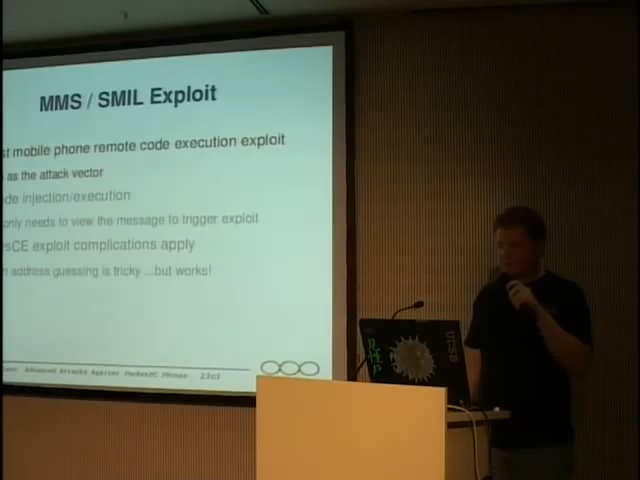 MMS / SMIL Exploit
st mobile phone remote code execution exploit
as the attack vector
de injection/execution
only needs to view the message to trigger exploit
sCE exploit complications apply
address guessing is tricky ...but works!
Advanced Attacks Against PocketPC Phones 23c3